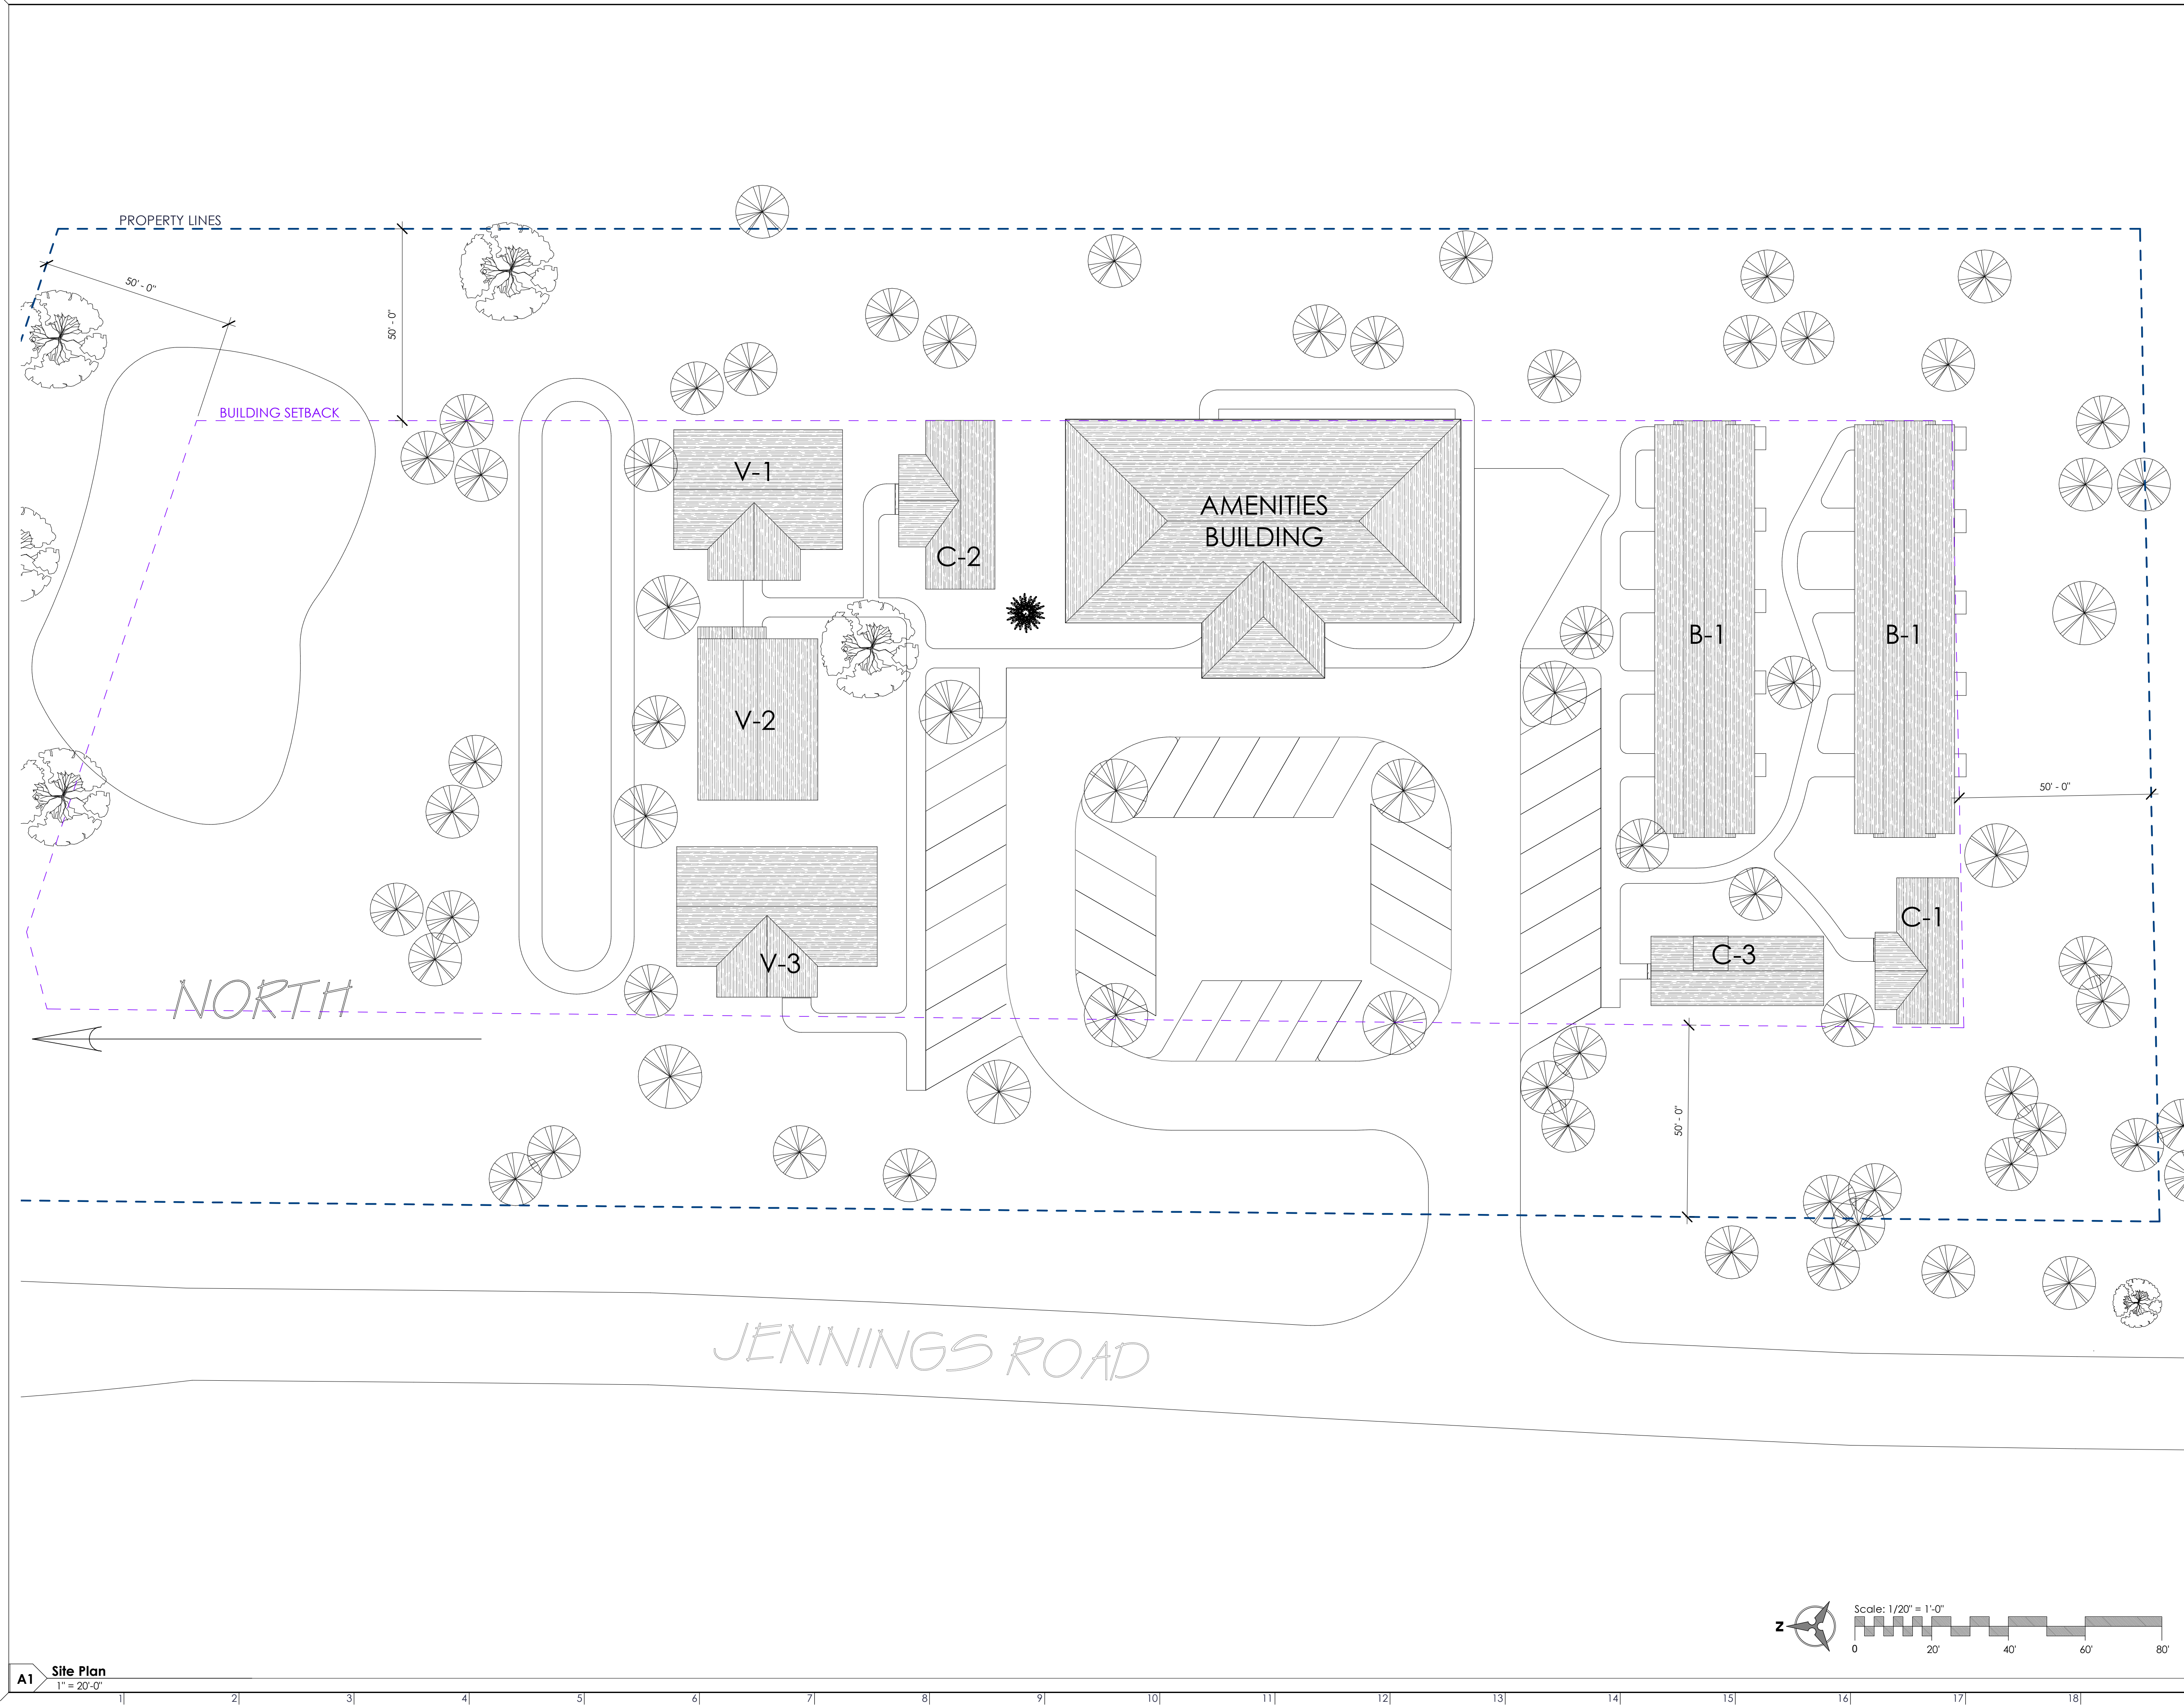 PROPERTY LINES
50' - 0"
50' - 0"
BUILDING SETBACK
V-1
C-2
AMENITIES
BUILDING
B-1
B-1
V-2
50' - 0"
C-1
C-3
V-3
NORTH
50' - 0"
JENNINGS ROAD
Z
Scale: 1/20" = 1'-0"
0 20' 40' 60' 80'
A1 Site Plan
1" = 20'-0"
1 2 3 4 5 6 7 8 9 10 11 12 13 14 15 16 17 18